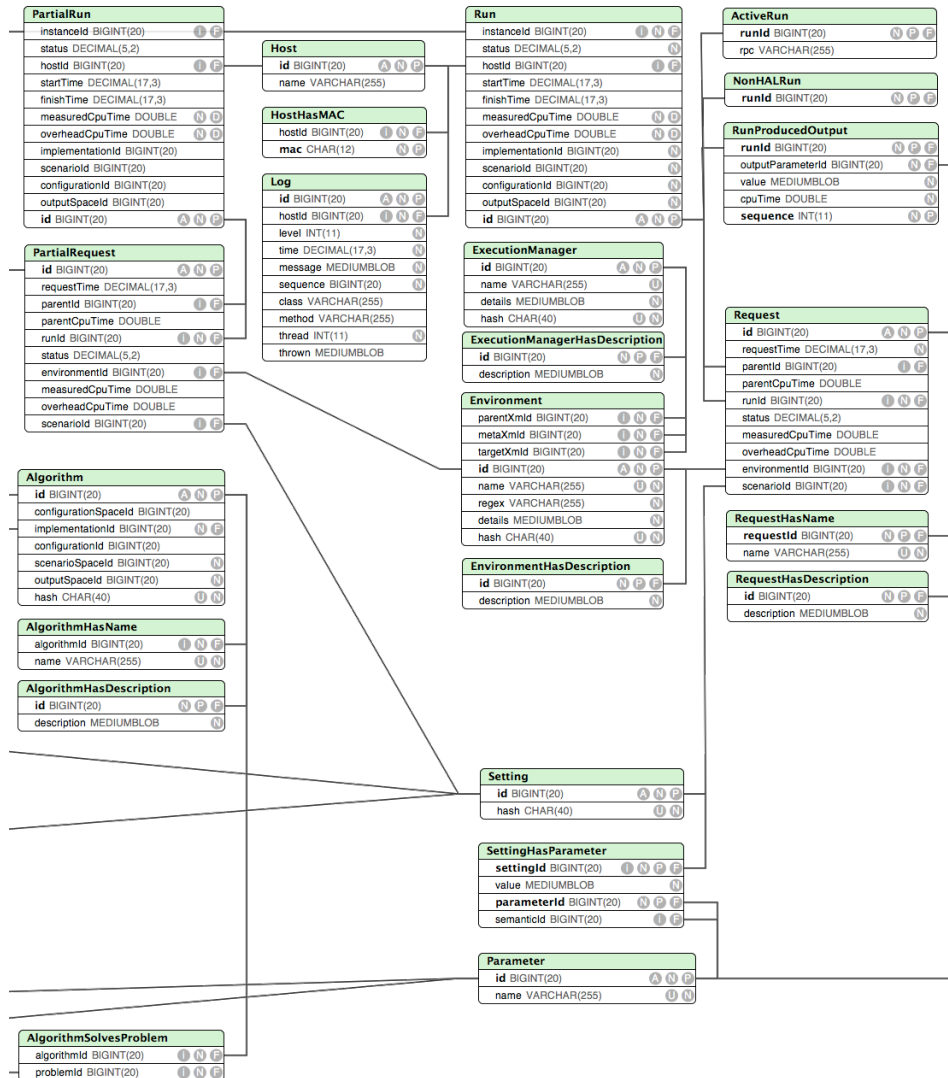 PartialRun
instanceId BIGINT(20) I F
status DECIMAL(5,2)
hostId BIGINT(20) I F
startTime DECIMAL(17,3)
finishTime DECIMAL(17,3)
measuredCpuTime DOUBLE N D
overheadCpuTime DOUBLE N D
implementationId BIGINT(20)
scenarioId BIGINT(20)
configurationId BIGINT(20)
outputSpaceId BIGINT(20)
id BIGINT(20) A N P
PartialRequest
id BIGINT(20) A N P
requestTime DECIMAL(17,3)
parentId BIGINT(20) I F
parentCpuTime DOUBLE
runId BIGINT(20) I N F
status DECIMAL(5,2)
environmentId BIGINT(20) I F
measuredCpuTime DOUBLE
overheadCpuTime DOUBLE
scenarioId BIGINT(20) I F
Algorithm
id BIGINT(20) A N P
configurationSpaceId BIGINT(20)
implementationId BIGINT(20) N F
configurationId BIGINT(20)
scenarioSpaceId BIGINT(20) N
outputSpaceId BIGINT(20) N
hash CHAR(40) U N
AlgorithmHasName
algorithmId BIGINT(20) I N F
name VARCHAR(255) U N
AlgorithmHasDescription
id BIGINT(20) N P F
description MEDIUMBLOB N
AlgorithmSolvesProblem
algorithmId BIGINT(20) I N F
problemId BIGINT(20) I N F
Host
id BIGINT(20) A N P
name VARCHAR(255)
HostHasMAC
hostId BIGINT(20) I N F
mac CHAR(12) N P
Log
id BIGINT(20) A N P
hostId BIGINT(20) I N F
level INT(11) N
time DECIMAL(17,3) N
message MEDIUMBLOB N
sequence BIGINT(20) N
class VARCHAR(255)
method VARCHAR(255)
thread INT(11) N
thrown MEDIUMBLOB
Run
instanceId BIGINT(20) I N F
status DECIMAL(5,2) N
hostId BIGINT(20) I F
startTime DECIMAL(17,3)
finishTime DECIMAL(17,3)
measuredCpuTime DOUBLE N D
overheadCpuTime DOUBLE N D
implementationId BIGINT(20) N
scenarioId BIGINT(20) N
configurationId BIGINT(20) N
outputSpaceId BIGINT(20) N
id BIGINT(20) A N P
ExecutionManager
id BIGINT(20) A N P
name VARCHAR(255) U
details MEDIUMBLOB N
hash CHAR(40) U N
ExecutionManagerHasDescription
id BIGINT(20) N P F
description MEDIUMBLOB N
Environment
parentXmId BIGINT(20) I N F
metaXmId BIGINT(20) I N F
targetXmId BIGINT(20) I N F
id BIGINT(20) A N P
name VARCHAR(255) U N
regex VARCHAR(255) N
details MEDIUMBLOB N
hash CHAR(40) U N
EnvironmentHasDescription
id BIGINT(20) N P F
description MEDIUMBLOB N
Setting
id BIGINT(20) A N P
hash CHAR(40) U N
SettingHasParameter
settingId BIGINT(20) I N P F
value MEDIUMBLOB N
parameterId BIGINT(20) N P F
semanticId BIGINT(20) I F
Parameter
id BIGINT(20) A N P
name VARCHAR(255) U N
ActiveRun
runId BIGINT(20) N P F
rpc VARCHAR(255)
NonHALRun
runId BIGINT(20) N P F
RunProducedOutput
runId BIGINT(20) N P F
outputParameterId BIGINT(20) N F
value MEDIUMBLOB N
cpuTime DOUBLE N
sequence INT(11) N P
Request
id BIGINT(20) A N P
requestTime DECIMAL(17,3) N
parentId BIGINT(20) I F
parentCpuTime DOUBLE
runId BIGINT(20) I N F
status DECIMAL(5,2)
measuredCpuTime DOUBLE
overheadCpuTime DOUBLE
environmentId BIGINT(20) I N F
scenarioId BIGINT(20) I N F
RequestHasName
requestId BIGINT(20) N P F
name VARCHAR(255) U N
RequestHasDescription
id BIGINT(20) N P F
description MEDIUMBLOB N